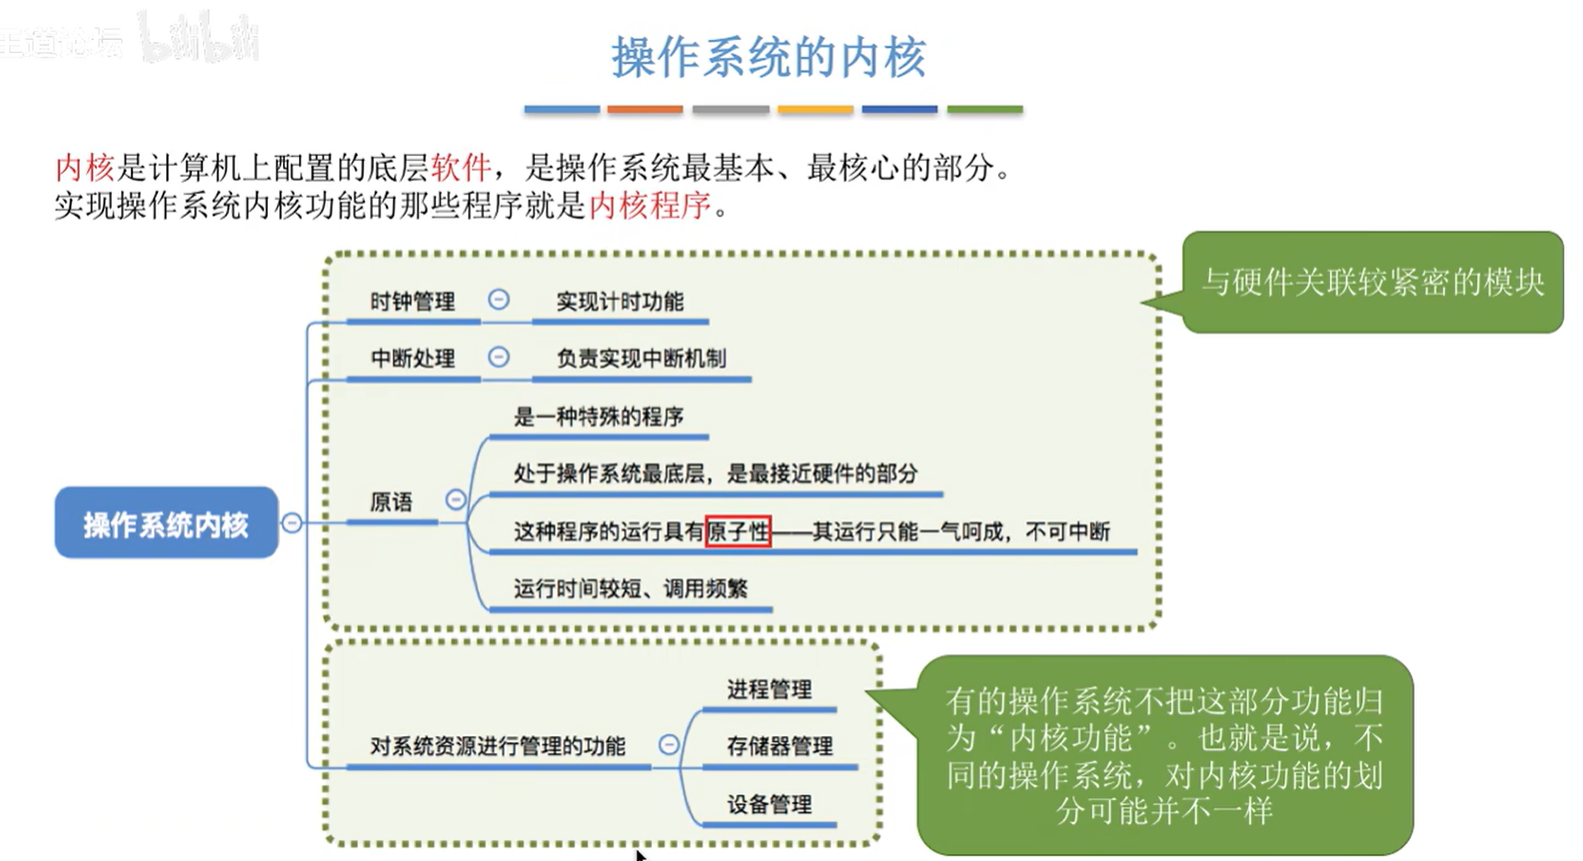 王道论坛 bilibili
操作系统的内核
内核是计算机上配置的底层软件，是操作系统最基本、最核心的部分。
实现操作系统内核功能的那些程序就是内核程序。
与硬件关联较紧密的模块
时钟管理
实现计时功能
中断处理
负责实现中断机制
是一种特殊的程序
处于操作系统最底层，是最接近硬件的部分
原语
这种程序的运行具有原子性——其运行只能一气呵成，不可中断
运行时间较短、调用频繁
操作系统内核
进程管理
对系统资源进行管理的功能
存储器管理
设备管理
有的操作系统不把这部分功能归
为“内核功能”。也就是说，不
同的操作系统，对内核功能的划
分可能并不一样